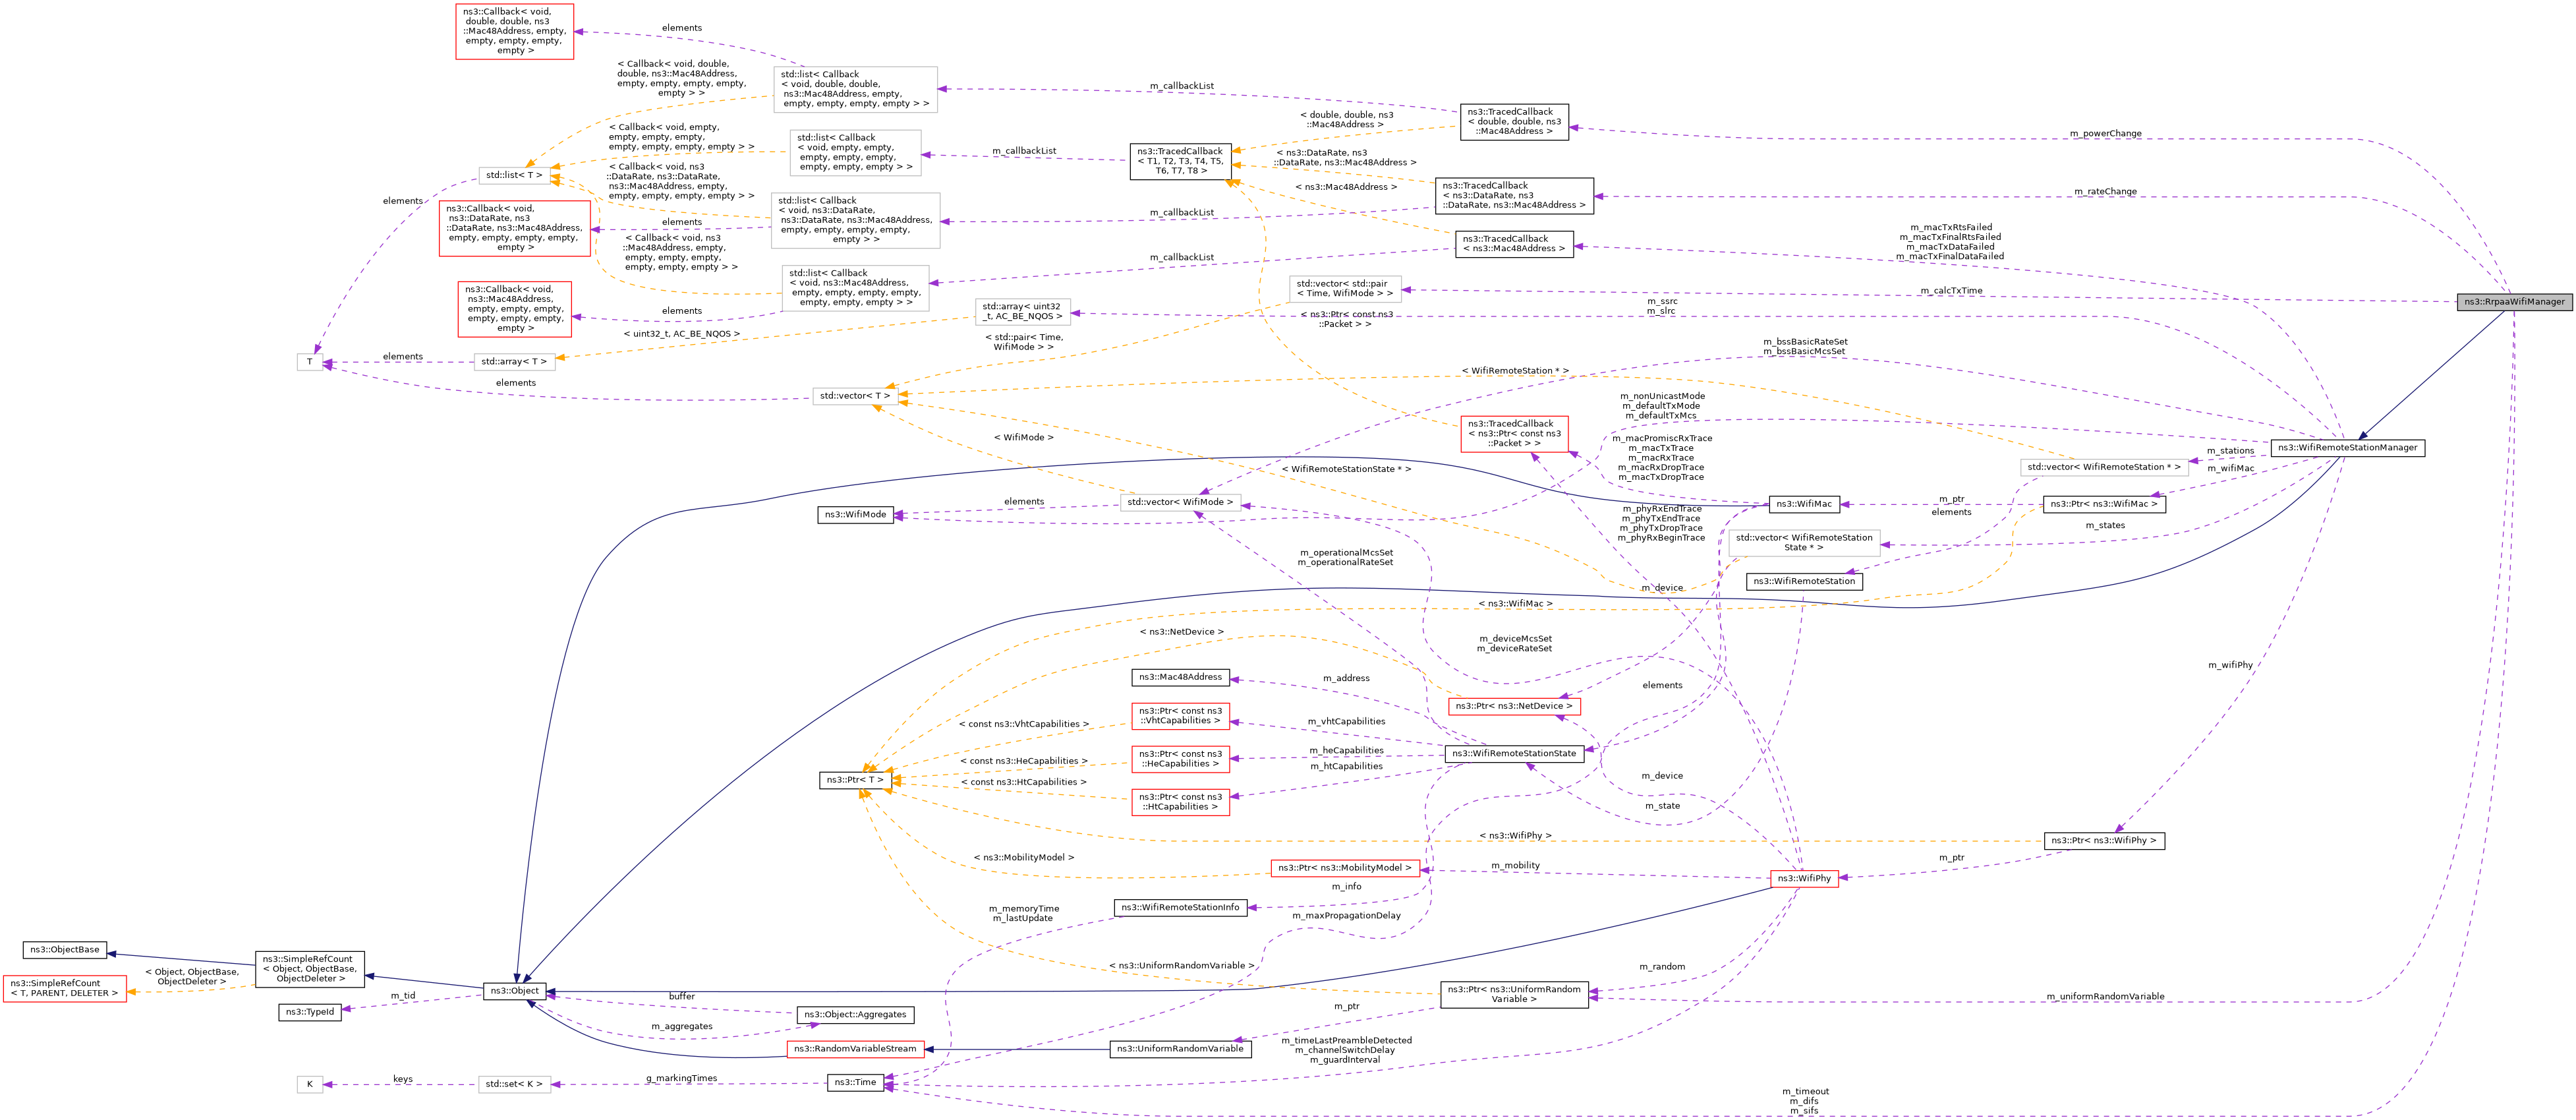 ns3::Callback< void,
double, double, ns3
::Mac48Address, empty,
empty, empty, empty,
empty >
elements
< Callback< void, double,
double, ns3::Mac48Address,
empty, empty, empty, empty,
empty > >
std::list< Callback
< void, double, double,
ns3::Mac48Address, empty,
empty, empty, empty, empty > >
m_callbackList
ns3::TracedCallback
< double, double, ns3
::Mac48Address >
< double, double, ns3
::Mac48Address >
m_powerChange
< Callback< void, empty,
empty, empty, empty,
empty, empty, empty, empty > >
std::list< Callback
< void, empty, empty,
empty, empty, empty,
empty, empty, empty > >
m_callbackList
ns3::TracedCallback
< T1, T2, T3, T4, T5,
T6, T7, T8 >
< ns3::DataRate, ns3
::DataRate, ns3::Mac48Address >
< ns3::Mac48Address >
std::list< T >
< Callback< void, ns3
::DataRate, ns3::DataRate,
ns3::Mac48Address, empty,
empty, empty, empty, empty > >
ns3::TracedCallback
< ns3::DataRate, ns3
::DataRate, ns3::Mac48Address >
m_rateChange
elements
ns3::Callback< void,
ns3::DataRate, ns3
::DataRate, ns3::Mac48Address,
empty, empty, empty, empty,
empty >
elements
std::list< Callback
< void, ns3::DataRate,
ns3::DataRate, ns3::Mac48Address,
empty, empty, empty, empty,
empty > >
m_callbackList
ns3::TracedCallback
< ns3::Mac48Address >
m_macTxRtsFailed
m_macTxFinalRtsFailed
m_macTxDataFailed
m_macTxFinalDataFailed
< Callback< void, ns3
::Mac48Address, empty,
empty, empty, empty,
empty, empty, empty > >
m_callbackList
ns3::Callback< void,
ns3::Mac48Address,
empty, empty, empty,
empty, empty, empty,
empty >
elements
std::list< Callback
< void, ns3::Mac48Address,
empty, empty, empty, empty,
empty, empty, empty > >
std::vector< std::pair
< Time, WifiMode > >
m_calcTxTime
ns3::RrpaaWifiManager
std::array< uint32
_t, AC_BE_NQOS >
m_ssrc
m_slrc
< ns3::Ptr< const ns3
::Packet > >
< uint32_t, AC_BE_NQOS >
< std::pair< Time,
WifiMode > >
m_bssBasicRateSet
m_bssBasicMcsSet
T
elements
std::array< T >
elements
< WifiRemoteStation * >
std::vector< T >
m_nonUnicastMode
m_defaultTxMode
m_defaultTxMcs
ns3::TracedCallback
< ns3::Ptr< const ns3
::Packet > >
< WifiMode >
m_macPromiscRxTrace
m_macTxTrace
m_macRxTrace
m_macRxDropTrace
m_macTxDropTrace
ns3::WifiRemoteStationManager
m_stations
std::vector< WifiRemoteStation * >
m_wifiMac
< WifiRemoteStationState * >
elements
std::vector< WifiMode >
ns3::WifiMode
ns3::WifiMac
m_ptr
elements
ns3::Ptr< ns3::WifiMac >
m_phyRxEndTrace
m_phyTxEndTrace
m_phyTxDropTrace
m_phyRxBeginTrace
m_states
std::vector< WifiRemoteStation
State * >
m_operationalMcsSet
m_operationalRateSet
m_device
ns3::WifiRemoteStation
< ns3::WifiMac >
< ns3::NetDevice >
m_deviceMcsSet
m_deviceRateSet
m_wifiPhy
ns3::Mac48Address
m_address
elements
ns3::Ptr< ns3::NetDevice >
ns3::Ptr< const ns3
::VhtCapabilities >
< const ns3::VhtCapabilities >
m_vhtCapabilities
ns3::WifiRemoteStationState
ns3::Ptr< const ns3
::HeCapabilities >
< const ns3::HeCapabilities >
m_heCapabilities
m_htCapabilities
ns3::Ptr< T >
< const ns3::HtCapabilities >
ns3::Ptr< const ns3
::HtCapabilities >
m_device
m_state
< ns3::WifiPhy >
ns3::Ptr< ns3::WifiPhy >
< ns3::MobilityModel >
ns3::Ptr< ns3::MobilityModel >
m_mobility
m_ptr
ns3::WifiPhy
m_info
m_memoryTime
m_lastUpdate
ns3::WifiRemoteStationInfo
m_maxPropagationDelay
ns3::ObjectBase
ns3::SimpleRefCount
< Object, ObjectBase,
ObjectDeleter >
< Object, ObjectBase,
ObjectDeleter >
ns3::SimpleRefCount
< T, PARENT, DELETER >
< ns3::UniformRandomVariable >
m_random
ns3::Object
buffer
m_tid
ns3::TypeId
ns3::Ptr< ns3::UniformRandom
Variable >
m_uniformRandomVariable
ns3::Object::Aggregates
m_aggregates
m_ptr
ns3::RandomVariableStream
ns3::UniformRandomVariable
m_timeLastPreambleDetected
m_channelSwitchDelay
m_guardInterval
K
keys
std::set< K >
g_markingTimes
ns3::Time
m_timeout
m_difs
m_sifs